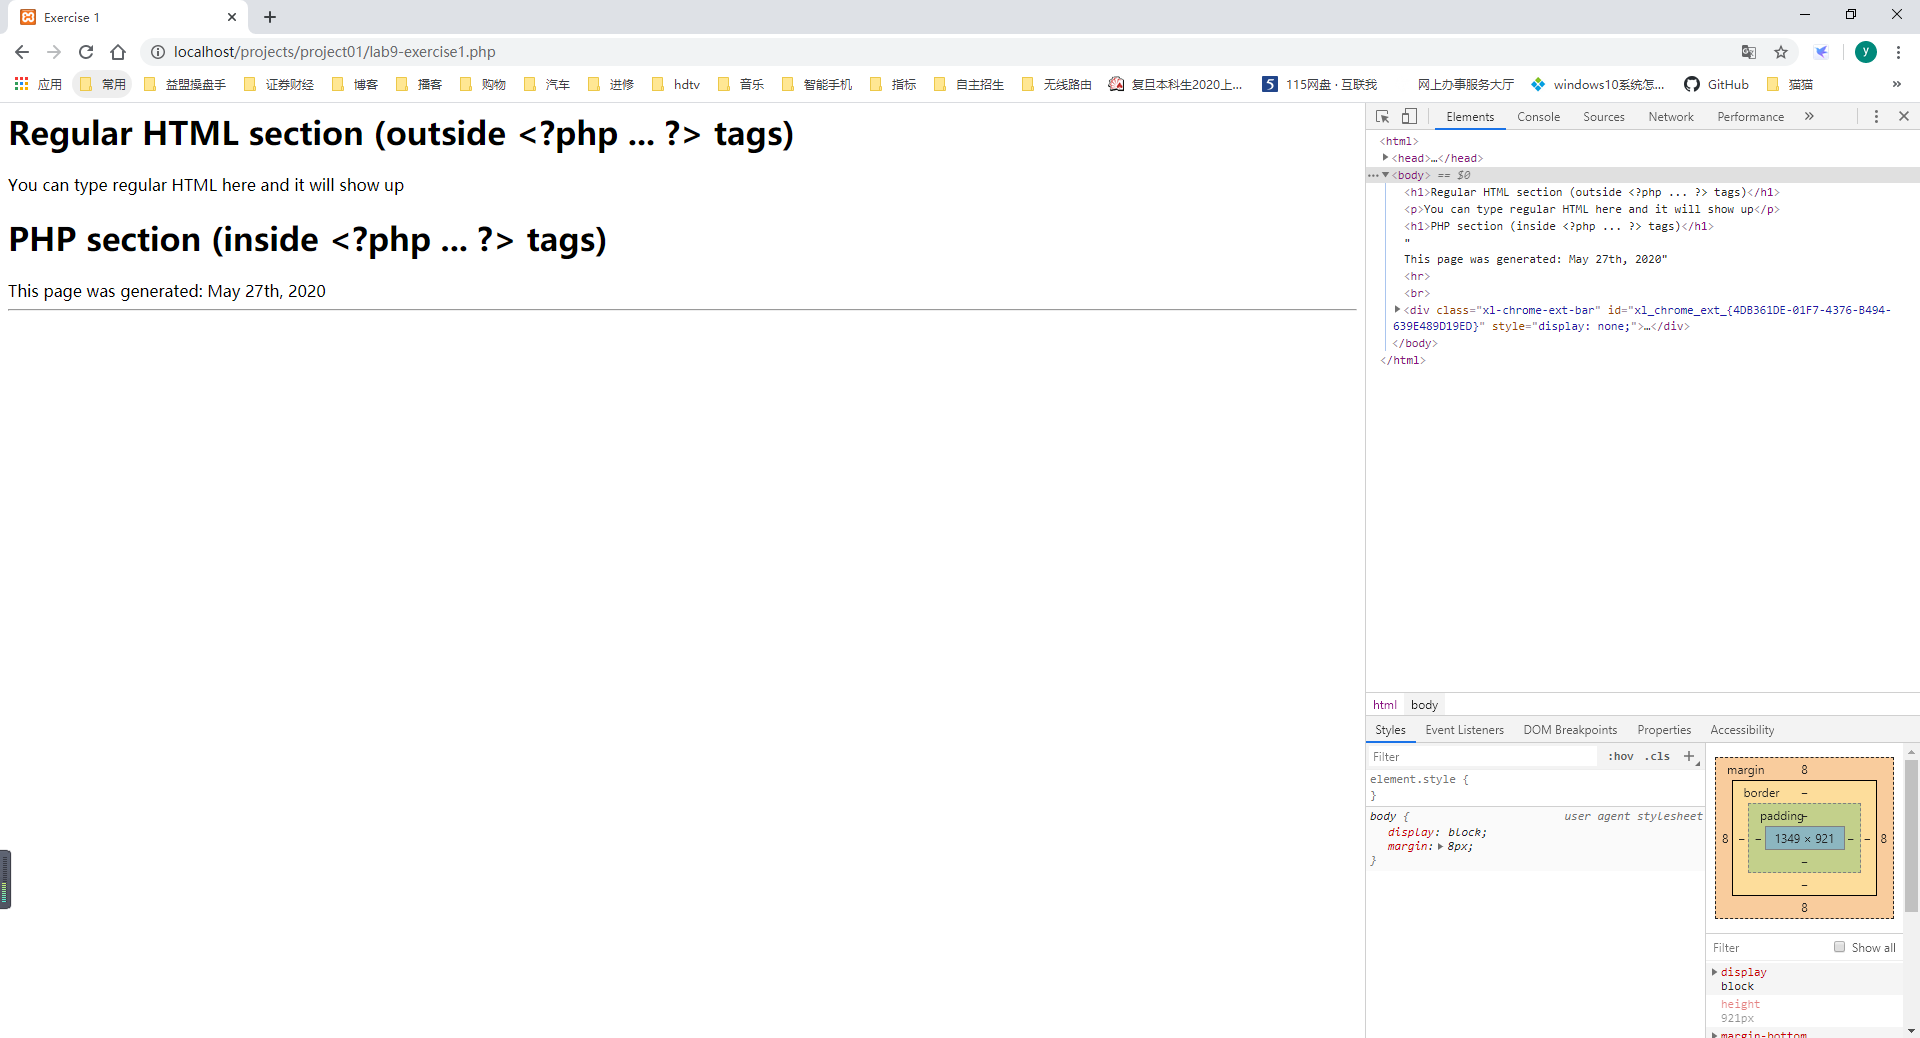 Exercise 1
localhost/projects/project01/lab9-exercise1.php
y
应用 常用 益盟操盘手 证券财经 博客 播客 购物 汽车 进修 hdtv 音乐 智能手机 指标 自主招生 无线路由 复旦本科生2020上... 115网盘 · 互联我 网上办事服务大厅 windows10系统怎... GitHub 猫猫 »
Regular HTML section (outside <?php ... ?> tags)
You can type regular HTML here and it will show up
PHP section (inside <?php ... ?> tags)
This page was generated: May 27th, 2020
Elements Console Sources Network Performance »
<html>
<head>…</head>
<body> == $0
<h1>Regular HTML section (outside <?php ... ?> tags)</h1>
<p>You can type regular HTML here and it will show up</p>
<h1>PHP section (inside <?php ... ?> tags)</h1>
"
This page was generated: May 27th, 2020"
<hr>
<br>
<div class="xl-chrome-ext-bar" id="xl_chrome_ext_{4DB361DE-01F7-4376-B494-
639E489D19ED}" style="display: none;">…</div>
</body>
</html>
html body
Styles Event Listeners DOM Breakpoints Properties Accessibility
Filter :hov .cls +
element.style {
}
body { user agent stylesheet
display: block;
margin: 8px;
}
margin 8
border –
padding –
8 – – 1349 × 921 – – 8
–
–
8
Filter Show all
display
block
height
921px
margin-bottom